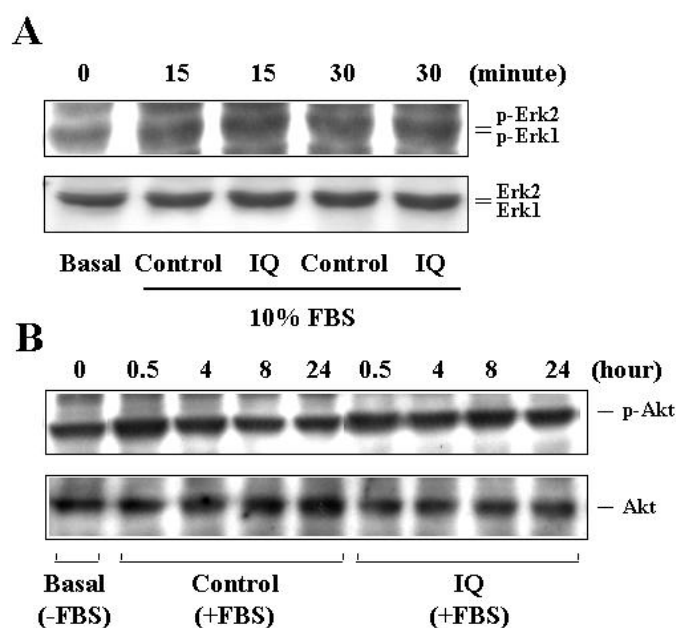 A
0 15 15 30 30 (minute)
p-Erk2
p-Erk1
Erk2
Erk1
Basal Control IQ Control IQ
10% FBS
B
0 0.5 4 8 24 0.5 4 8 24 (hour)
p-Akt
Akt
Basal Control IQ
(-FBS) (+FBS) (+FBS)